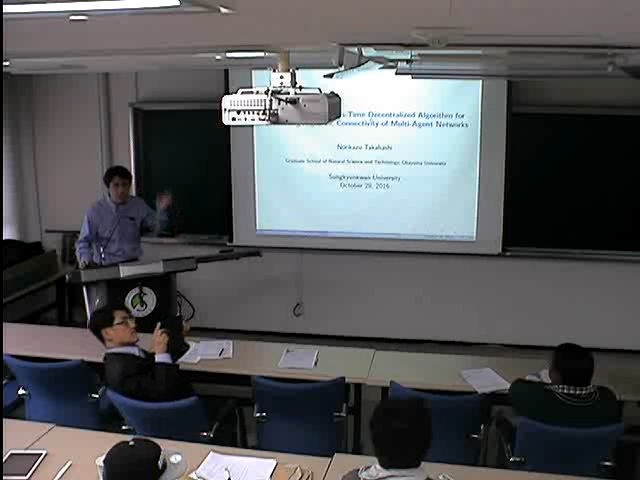 -Time Decentralized Algorithm for
Connectivity of Multi-Agent Networks
Norikazu Takahashi
Graduate School of Natural Science and Technology, Okayama University
Sungkyunkwan University
October 28, 2016